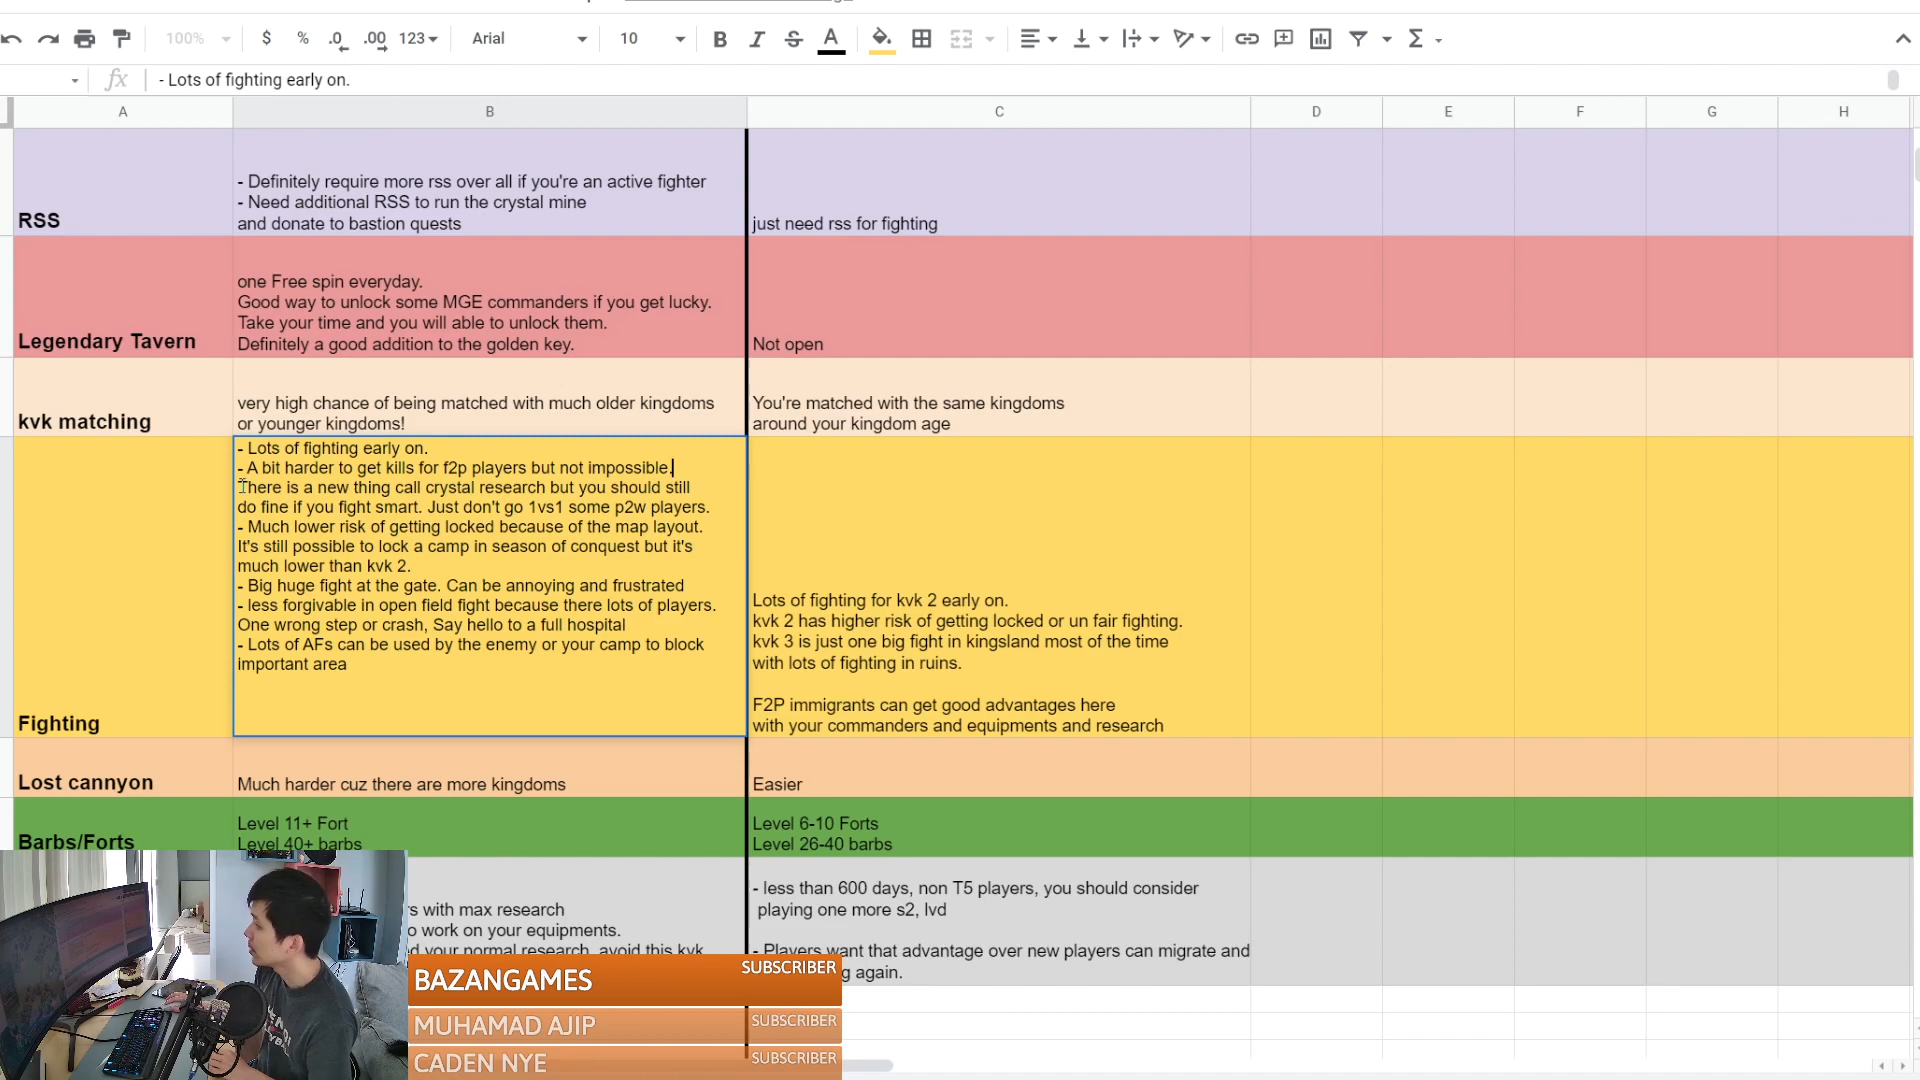 100%
$
%
.0
.00
123
Arial
10
B
I
S
A
fx
- Lots of fighting early on.
A
B
C
D
E
F
G
H
RSS
- Definitely require more rss over all if you're an active fighter
- Need additional RSS to run the crystal mine
and donate to bastion quests
just need rss for fighting
Legendary Tavern
one Free spin everyday.
Good way to unlock some MGE commanders if you get lucky.
Take your time and you will able to unlock them.
Definitely a good addition to the golden key.
Not open
kvk matching
very high chance of being matched with much older kingdoms
or younger kingdoms!
You're matched with the same kingdoms
around your kingdom age
Fighting
- Lots of fighting early on.
- A bit harder to get kills for f2p players but not impossible.
There is a new thing call crystal research but you should still
do fine if you fight smart. Just don't go 1vs1 some p2w players.
- Much lower risk of getting locked because of the map layout.
It's still possible to lock a camp in season of conquest but it's
much lower than kvk 2.
- Big huge fight at the gate. Can be annoying and frustrated
- less forgivable in open field fight because there lots of players.
One wrong step or crash, Say hello to a full hospital
- Lots of AFs can be used by the enemy or your camp to block
important area
Lots of fighting for kvk 2 early on.
kvk 2 has higher risk of getting locked or un fair fighting.
kvk 3 is just one big fight in kingsland most of the time
with lots of fighting in ruins.
F2P immigrants can get good advantages here
with your commanders and equipments and research
Lost cannyon
Much harder cuz there are more kingdoms
Easier
Barbs/Forts
Level 11+ Fort
Level 40+ barbs
Level 6-10 Forts
Level 26-40 barbs
with max research
work on your equipments.
your normal research, avoid this kvk
- less than 600 days, non T5 players, you should consider
playing one more s2, lvd
- Players want that advantage over new players can migrate and
again.
BAZANGAMES SUBSCRIBER
MUHAMAD AJIP SUBSCRIBER
CADEN NYE SUBSCRIBER